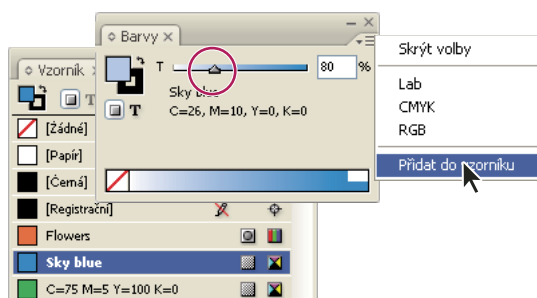 Barvy
T 80 %
Sky blue
T C=26, M=10, Y=0, K=0
Vzorník
T
[Žádné]
[Papír]
[Černá]
[Registrační]
Flowers
Sky blue
C=75 M=5 Y=100 K=0
Skrýt volby
Lab
CMYK
RGB
Přidat do vzorníku